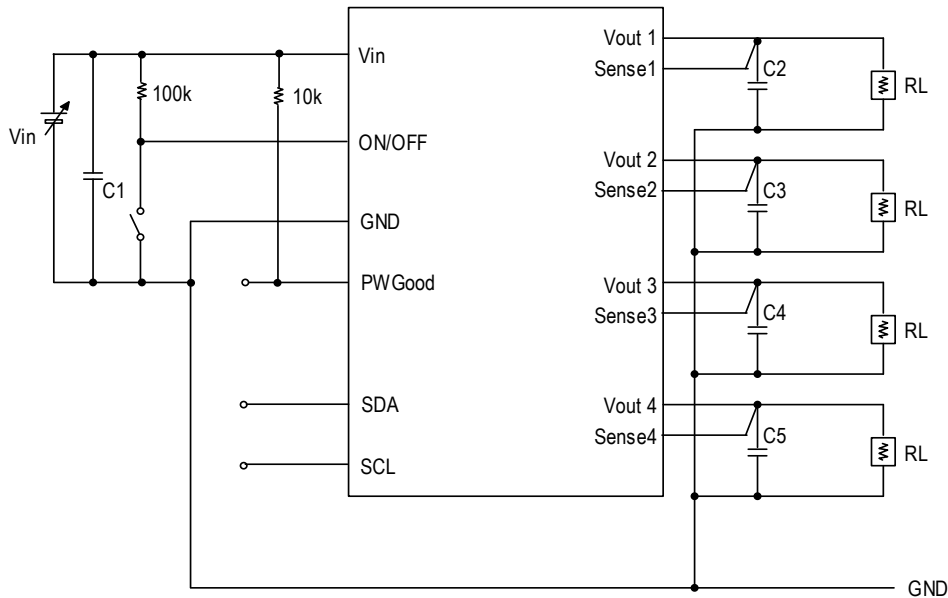 Vin
100k
10k
C1
Vin
ON/OFF
GND
PWGood
SDA
SCL
Vout 1
Sense1
C2
RL
Vout 2
Sense2
C3
RL
Vout 3
Sense3
C4
RL
Vout 4
Sense4
C5
RL
GND